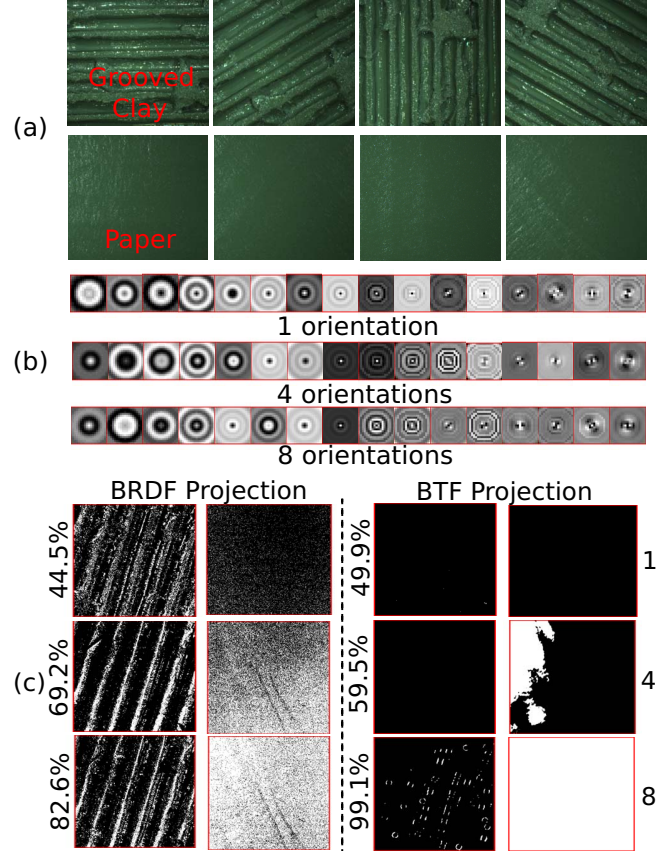 Grooved
Clay
(a)
Paper
1 orientation
(b)
4 orientations
8 orientations
BRDF Projection
BTF Projection
44.5%
49.9%
1
(c)
69.2%
59.5%
4
82.6%
99.1%
8